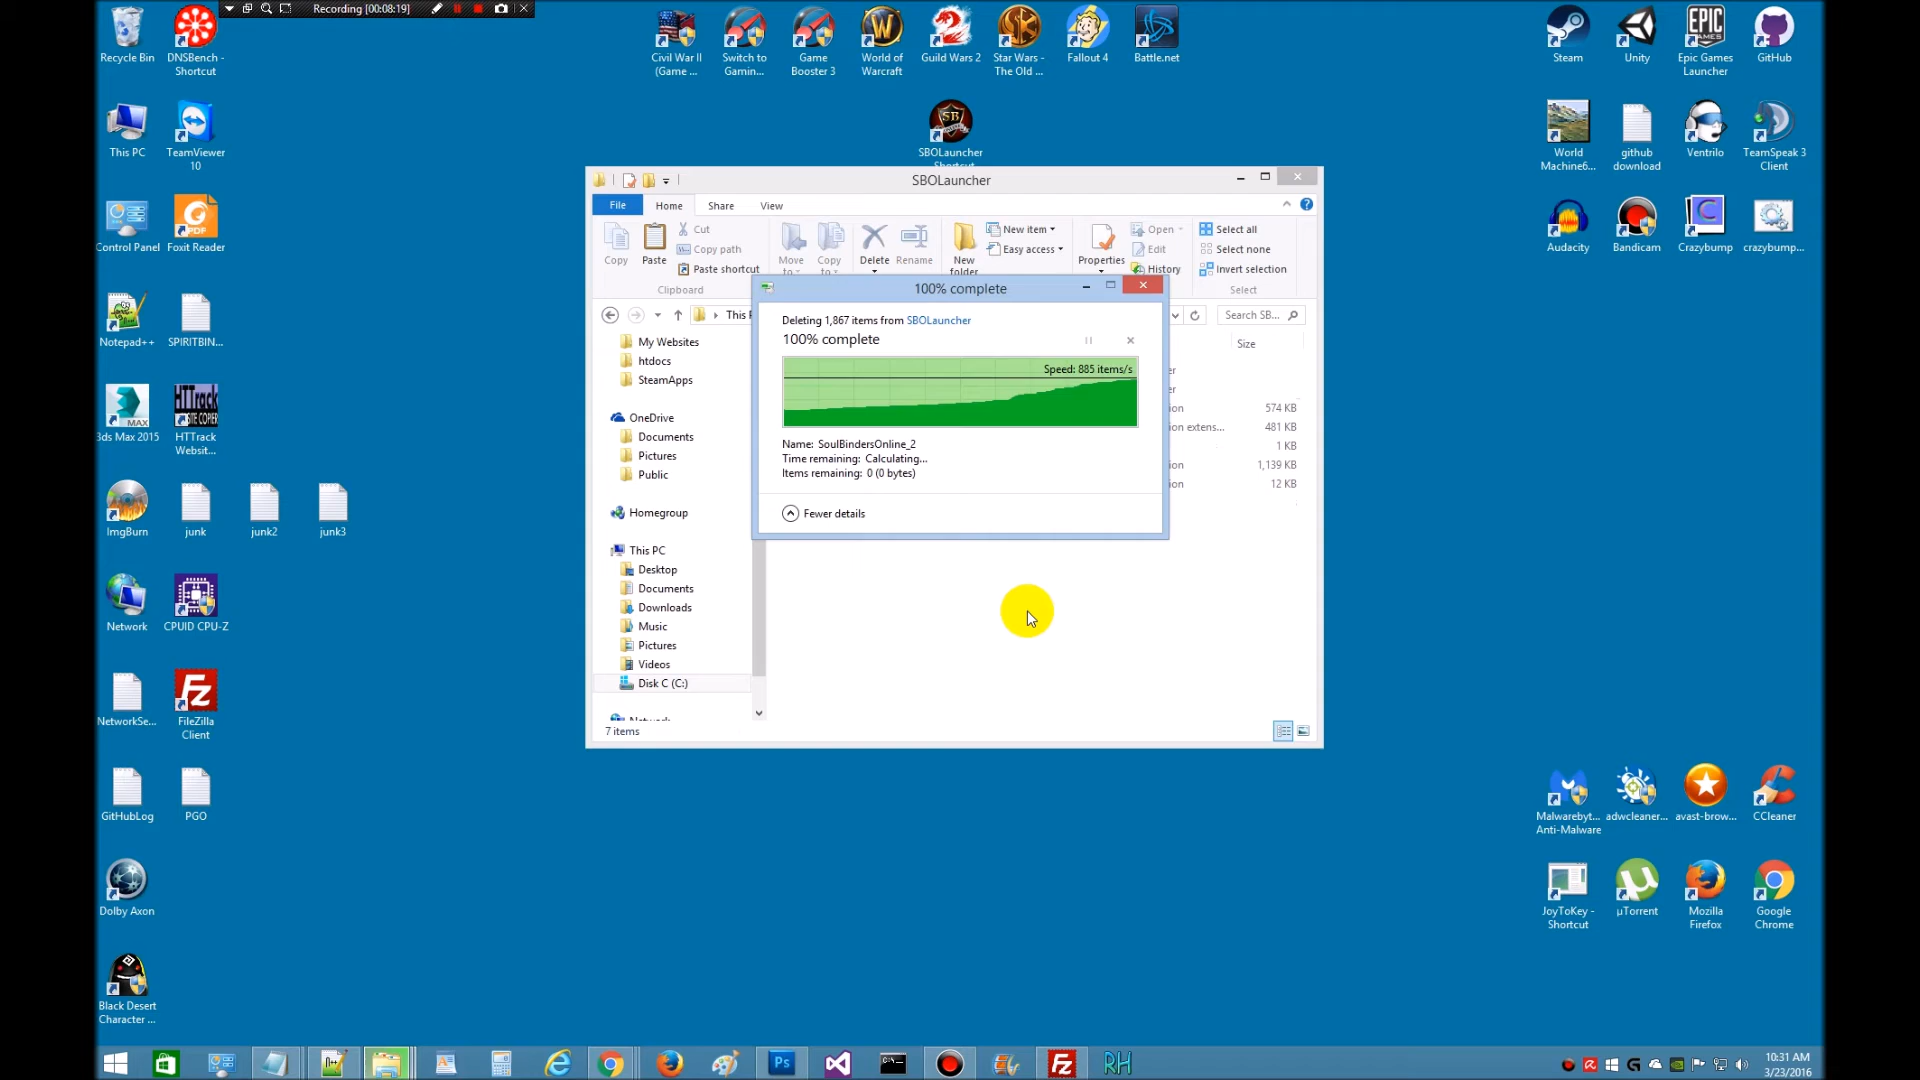 Recording [00:08:19]
Recycle Bin
DNSBench -
Shortcut
Civil War II
(Game ...
Switch to
Gamin...
Game
Booster 3
World of
Warcraft
Guild Wars 2
Star Wars -
The Old ...
Fallout 4
Battle.net
Steam
Unity
Epic Games
Launcher
GitHub
This PC
TeamViewer
10
SBOLauncher
World
Machine6...
github
download
Ventrilo
TeamSpeak 3
Client
Control Panel
Foxit Reader
Audacity
Bandicam
Crazybump
crazybump...
Notepad++
SPIRITBIN...
3ds Max 2015
HTTrack
Websit...
ImgBurn
junk
junk2
junk3
Network
CPUID CPU-Z
NetworkSe...
FileZilla
Client
GitHubLog
PGO
Dolby Axon
Black Desert
Character ...
Malwarebyt...
Anti-Malware
adwcleaner...
avast-brow...
CCleaner
JoyToKey -
Shortcut
µTorrent
Mozilla
Firefox
Google
Chrome
SBOLauncher
File
Home
Share
View
Copy
Paste
Cut
Copy path
Paste shortcut
Clipboard
Move
to
Copy
to
Delete
Rename
New
folder
New item
Easy access
Properties
Open
Edit
History
Select all
Select none
Invert selection
Select
This
Search SB...
Size
My Websites
htdocs
SteamApps
OneDrive
Documents
Pictures
Public
Homegroup
This PC
Desktop
Documents
Downloads
Music
Pictures
Videos
Disk C (C:)
574 KB
481 KB
1 KB
1,139 KB
12 KB
7 items
100% complete
Deleting 1,867 items from SBOLauncher
100% complete
Speed: 885 items/s
Name: SoulBindersOnline_2
Time remaining: Calculating...
Items remaining: 0 (0 bytes)
Fewer details
10:31 AM
3/23/2016